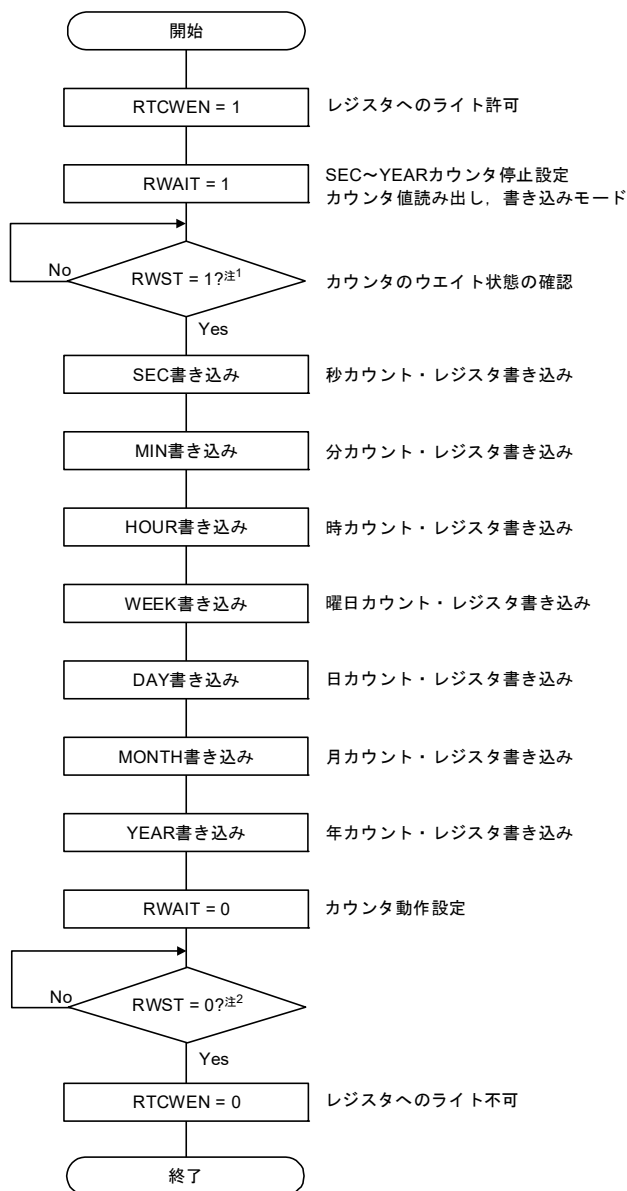 開始
RTCWEN = 1 レジスタへのライト許可
RWAIT = 1 SEC～YEARカウンタ停止設定
カウンタ値読み出し，書き込みモード
No
RWST = 1?注1 カウンタのウエイト状態の確認
Yes
SEC書き込み 秒カウント・レジスタ書き込み
MIN書き込み 分カウント・レジスタ書き込み
HOUR書き込み 時カウント・レジスタ書き込み
WEEK書き込み 曜日カウント・レジスタ書き込み
DAY書き込み 日カウント・レジスタ書き込み
MONTH書き込み 月カウント・レジスタ書き込み
YEAR書き込み 年カウント・レジスタ書き込み
RWAIT = 0 カウンタ動作設定
No
RWST = 0?注2
Yes
RTCWEN = 0 レジスタへのライト不可
終了